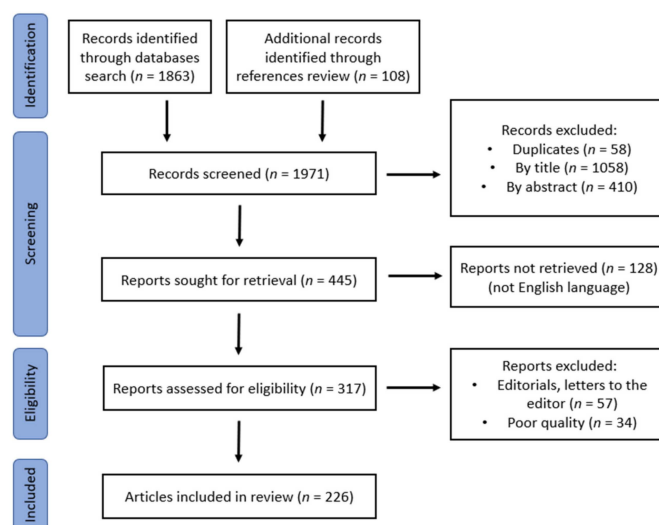 Identification
Records identified
through databases
search (n = 1863)
Additional records
identified through
references review (n = 108)
Screening
Records screened (n = 1971)
Records excluded:
• Duplicates (n = 58)
• By title (n = 1058)
• By abstract (n = 410)
Reports sought for retrieval (n = 445)
Reports not retrieved (n = 128)
(not English language)
Eligibility
Reports assessed for eligibility (n = 317)
Reports excluded:
• Editorials, letters to the
editor (n = 57)
• Poor quality (n = 34)
Included
Articles included in review (n = 226)